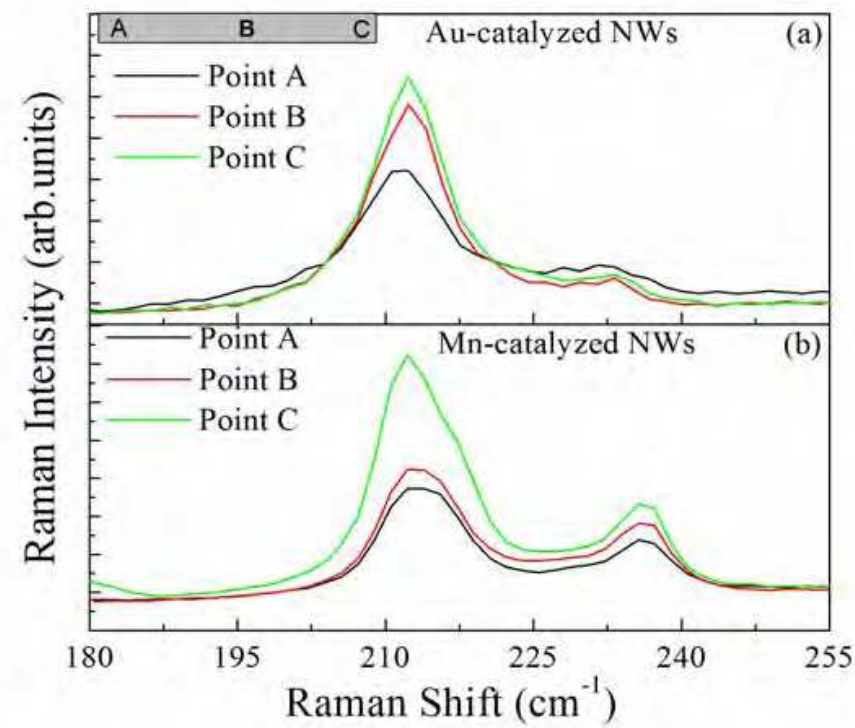 A B C
Au-catalyzed NWs (a)
Point A
Point B
Point C
Raman Intensity (arb.units)
Point A
Mn-catalyzed NWs (b)
Point B
Point C
180 195 210 225 240 255
Raman Shift (cm⁻¹)